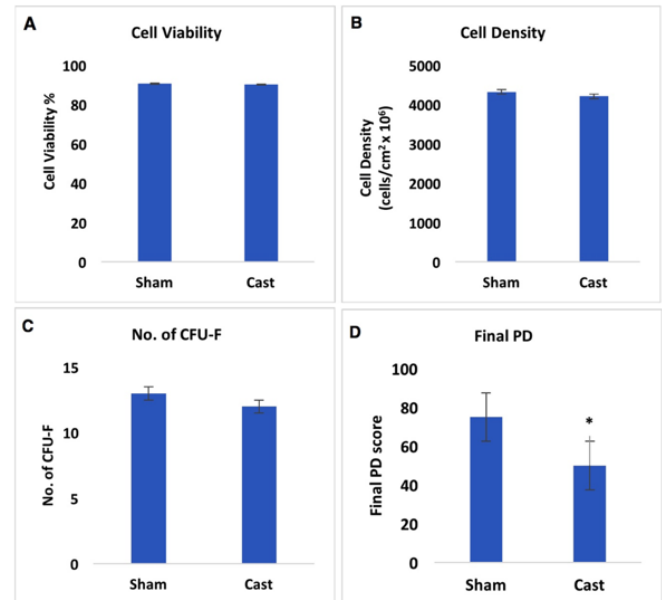 A
Cell Viability
Cell Viability %
100
80
60
40
20
0
Sham Cast
B
Cell Density
Cell Density
(cells/cm² x 10⁶)
5000
4000
3000
2000
1000
0
Sham Cast
C
No. of CFU-F
No. of CFU-F
15
10
5
0
Sham Cast
D
Final PD
Final PD score
100
80
60
40
20
0
*
Sham Cast